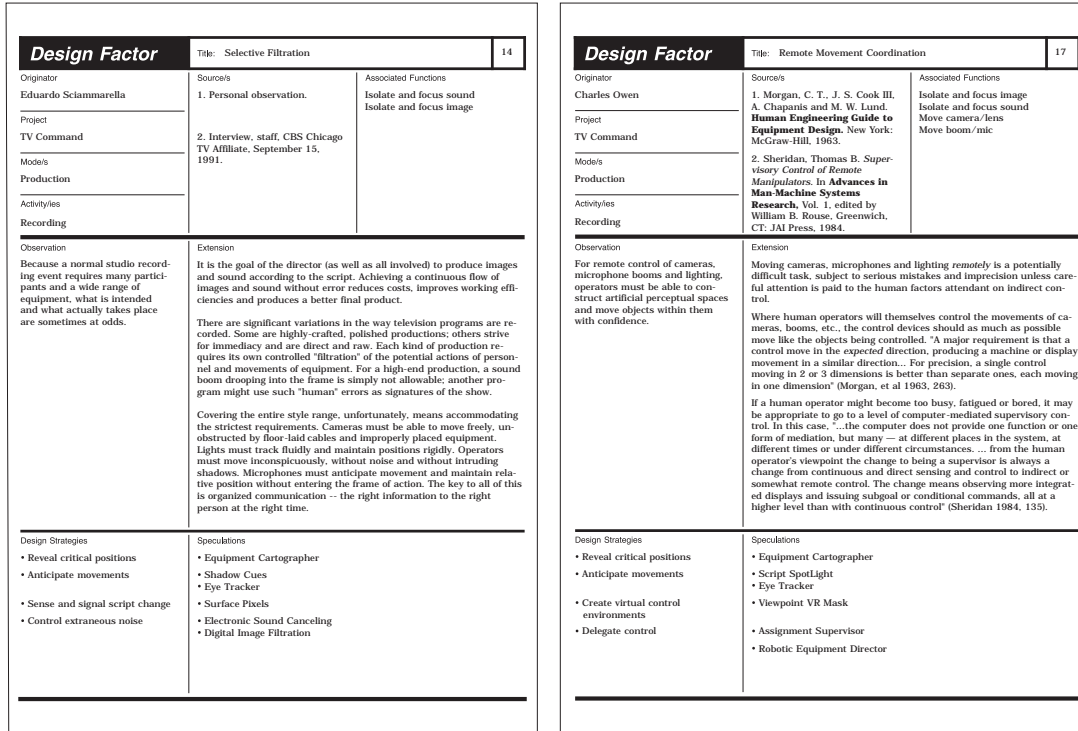 Design Factor
Title: Selective Filtration
14
Originator
Eduardo Sciammarella
Project
TV Command
Mode/s
Production
Activity/ies
Recording
Source/s
1. Personal observation.
2. Interview, staff, CBS Chicago
TV Affiliate, September 15,
1991.
Associated Functions
Isolate and focus sound
Isolate and focus image
Observation
Because a normal studio record-
ing event requires many partici-
pants and a wide range of
equipment, what is intended
and what actually takes place
are sometimes at odds.
Extension
It is the goal of the director (as well as all involved) to produce images
and sound according to the script. Achieving a continuous flow of
images and sound without error reduces costs, improves working effi-
ciencies and produces a better final product.
There are significant variations in the way television programs are re-
corded. Some are highly-crafted, polished productions; others strive
for immediacy and are direct and raw. Each kind of production re-
quires its own controlled "filtration" of the potential actions of person-
nel and movements of equipment. For a high-end production, a sound
boom drooping into the frame is simply not allowable; another pro-
gram might use such "human" errors as signatures of the show.
Covering the entire style range, unfortunately, means accommodating
the strictest requirements. Cameras must be able to move freely, un-
obstructed by floor-laid cables and improperly placed equipment.
Lights must track fluidly and maintain positions rigidly. Operators
must move inconspicuously, without noise and without intruding
shadows. Microphones must anticipate movement and maintain rela-
tive position without entering the frame of action. The key to all of this
is organized communication -- the right information to the right
person at the right time.
Design Strategies
• Reveal critical positions
• Anticipate movements
• Sense and signal script change
• Control extraneous noise
Speculations
• Equipment Cartographer
• Shadow Cues
• Eye Tracker
• Surface Pixels
• Electronic Sound Canceling
• Digital Image Filtration
Design Factor
Title: Remote Movement Coordination
17
Originator
Charles Owen
Project
TV Command
Mode/s
Production
Activity/ies
Recording
Source/s
1. Morgan, C. T., J. S. Cook III,
A. Chapanis and M. W. Lund.
Human Engineering Guide to
Equipment Design. New York:
McGraw-Hill, 1963.
2. Sheridan, Thomas B. Super-
visory Control of Remote
Manipulators. In Advances in
Man-Machine Systems
Research, Vol. 1, edited by
William B. Rouse, Greenwich,
CT: JAI Press, 1984.
Associated Functions
Isolate and focus image
Isolate and focus sound
Move camera/lens
Move boom/mic
Observation
For remote control of cameras,
microphone booms and lighting,
operators must be able to con-
struct artificial perceptual spaces
and move objects within them
with confidence.
Extension
Moving cameras, microphones and lighting remotely is a potentially
difficult task, subject to serious mistakes and imprecision unless care-
ful attention is paid to the human factors attendant on indirect con-
trol.
Where human operators will themselves control the movements of ca-
meras, booms, etc., the control devices should as much as possible
move like the objects being controlled. "A major requirement is that a
control move in the expected direction, producing a machine or display
movement in a similar direction... For precision, a single control
moving in 2 or 3 dimensions is better than separate ones, each moving
in one dimension" (Morgan, et al 1963, 263).
If a human operator might become too busy, fatigued or bored, it may
be appropriate to go to a level of computer-mediated supervisory con-
trol. In this case, "...the computer does not provide one function or one
form of mediation, but many — at different places in the system, at
different times or under different circumstances. ... from the human
operator's viewpoint the change to being a supervisor is always a
change from continuous and direct sensing and control to indirect or
somewhat remote control. The change means observing more integrat-
ed displays and issuing subgoal or conditional commands, all at a
higher level than with continuous control" (Sheridan 1984, 135).
Design Strategies
• Reveal critical positions
• Anticipate movements
• Create virtual control
environments
• Delegate control
Speculations
• Equipment Cartographer
• Script SpotLight
• Eye Tracker
• Viewpoint VR Mask
• Assignment Supervisor
• Robotic Equipment Director